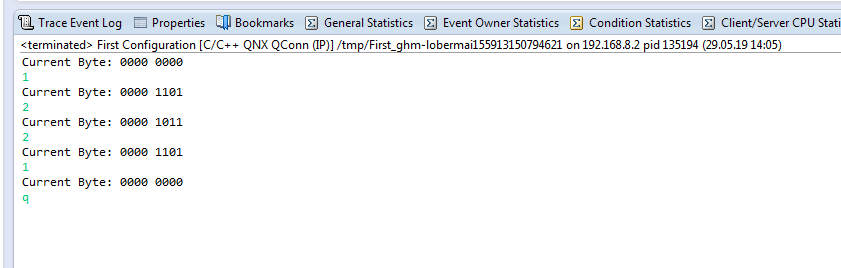 Trace Event Log Properties Bookmarks General Statistics Event Owner Statistics Condition Statistics Client/Server CPU Stati
<terminated> First Configuration [C/C++ QNX QConn (IP)] /tmp/First_ghm-lobermai155913150794621 on 192.168.8.2 pid 135194 (29.05.19 14:05)
Current Byte: 0000 0000
1
Current Byte: 0000 1101
2
Current Byte: 0000 1011
2
Current Byte: 0000 1101
1
Current Byte: 0000 0000
q